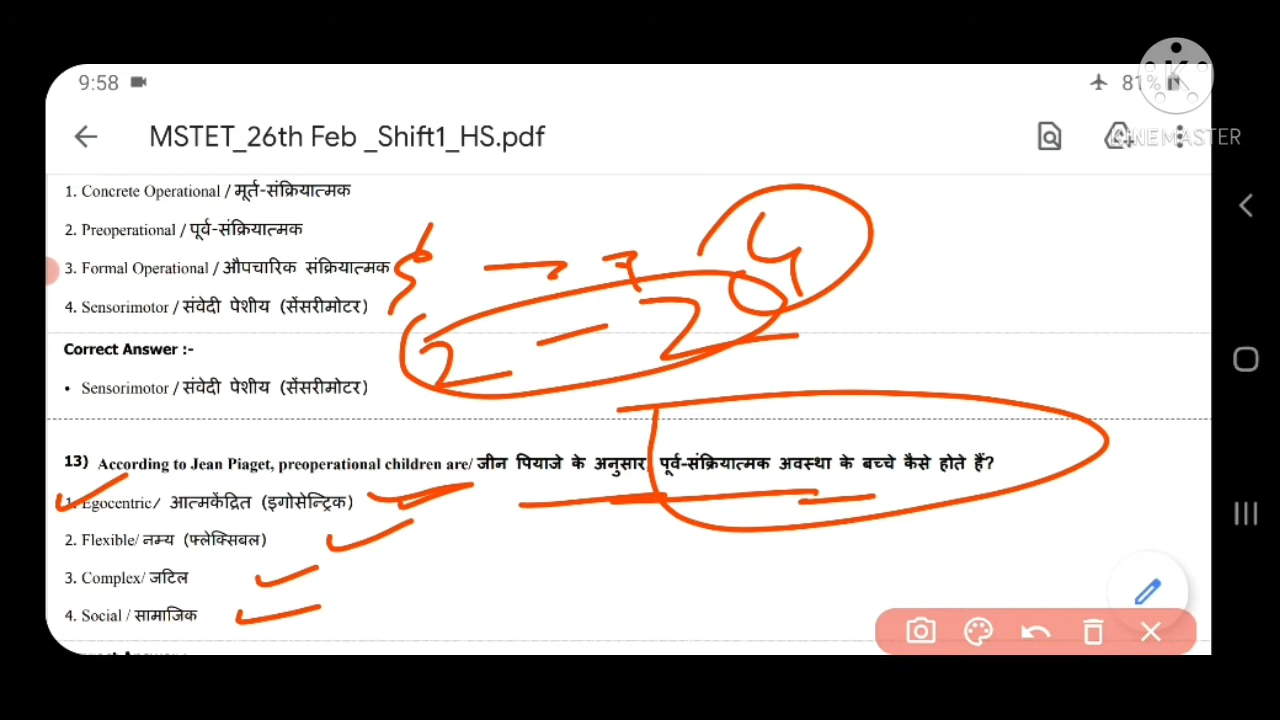 9:58 81%
KINEMASTER
MSTET_26th Feb _Shift1_HS.pdf
1. Concrete Operational / मूर्त-संक्रियात्मक
2. Preoperational / पूर्व-संक्रियात्मक
3. Formal Operational / औपचारिक संक्रियात्मक
4. Sensorimotor / संवेदी पेशीय (सेंसरीमोटर)
2 – 2
Correct Answer :-
• Sensorimotor / संवेदी पेशीय (सेंसरीमोटर)
13) According to Jean Piaget, preoperational children are/ जीन पियाजे के अनुसार, पूर्व-संक्रियात्मक अवस्था के बच्चे कैसे होते हैं?
1. Egocentric/ आत्मकेंद्रित (इगोसेन्ट्रिक)
2. Flexible/ नम्य (फ्लेक्सिबल)
3. Complex/ जटिल
4. Social / सामाजिक